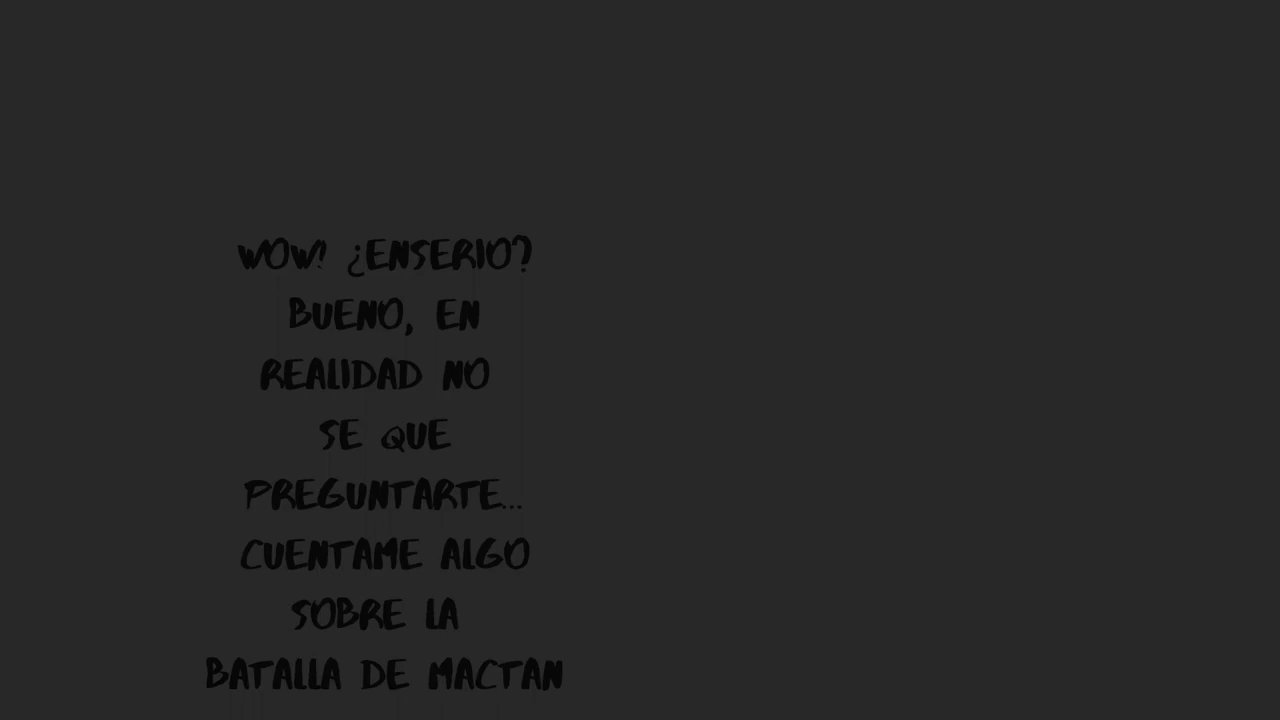 WOW! ¿ENSERIO?
BUENO, EN
REALIDAD NO
SE QUE
PREGUNTARTE...
CUENTAME ALGO
SOBRE LA
BATALLA DE MACTAN